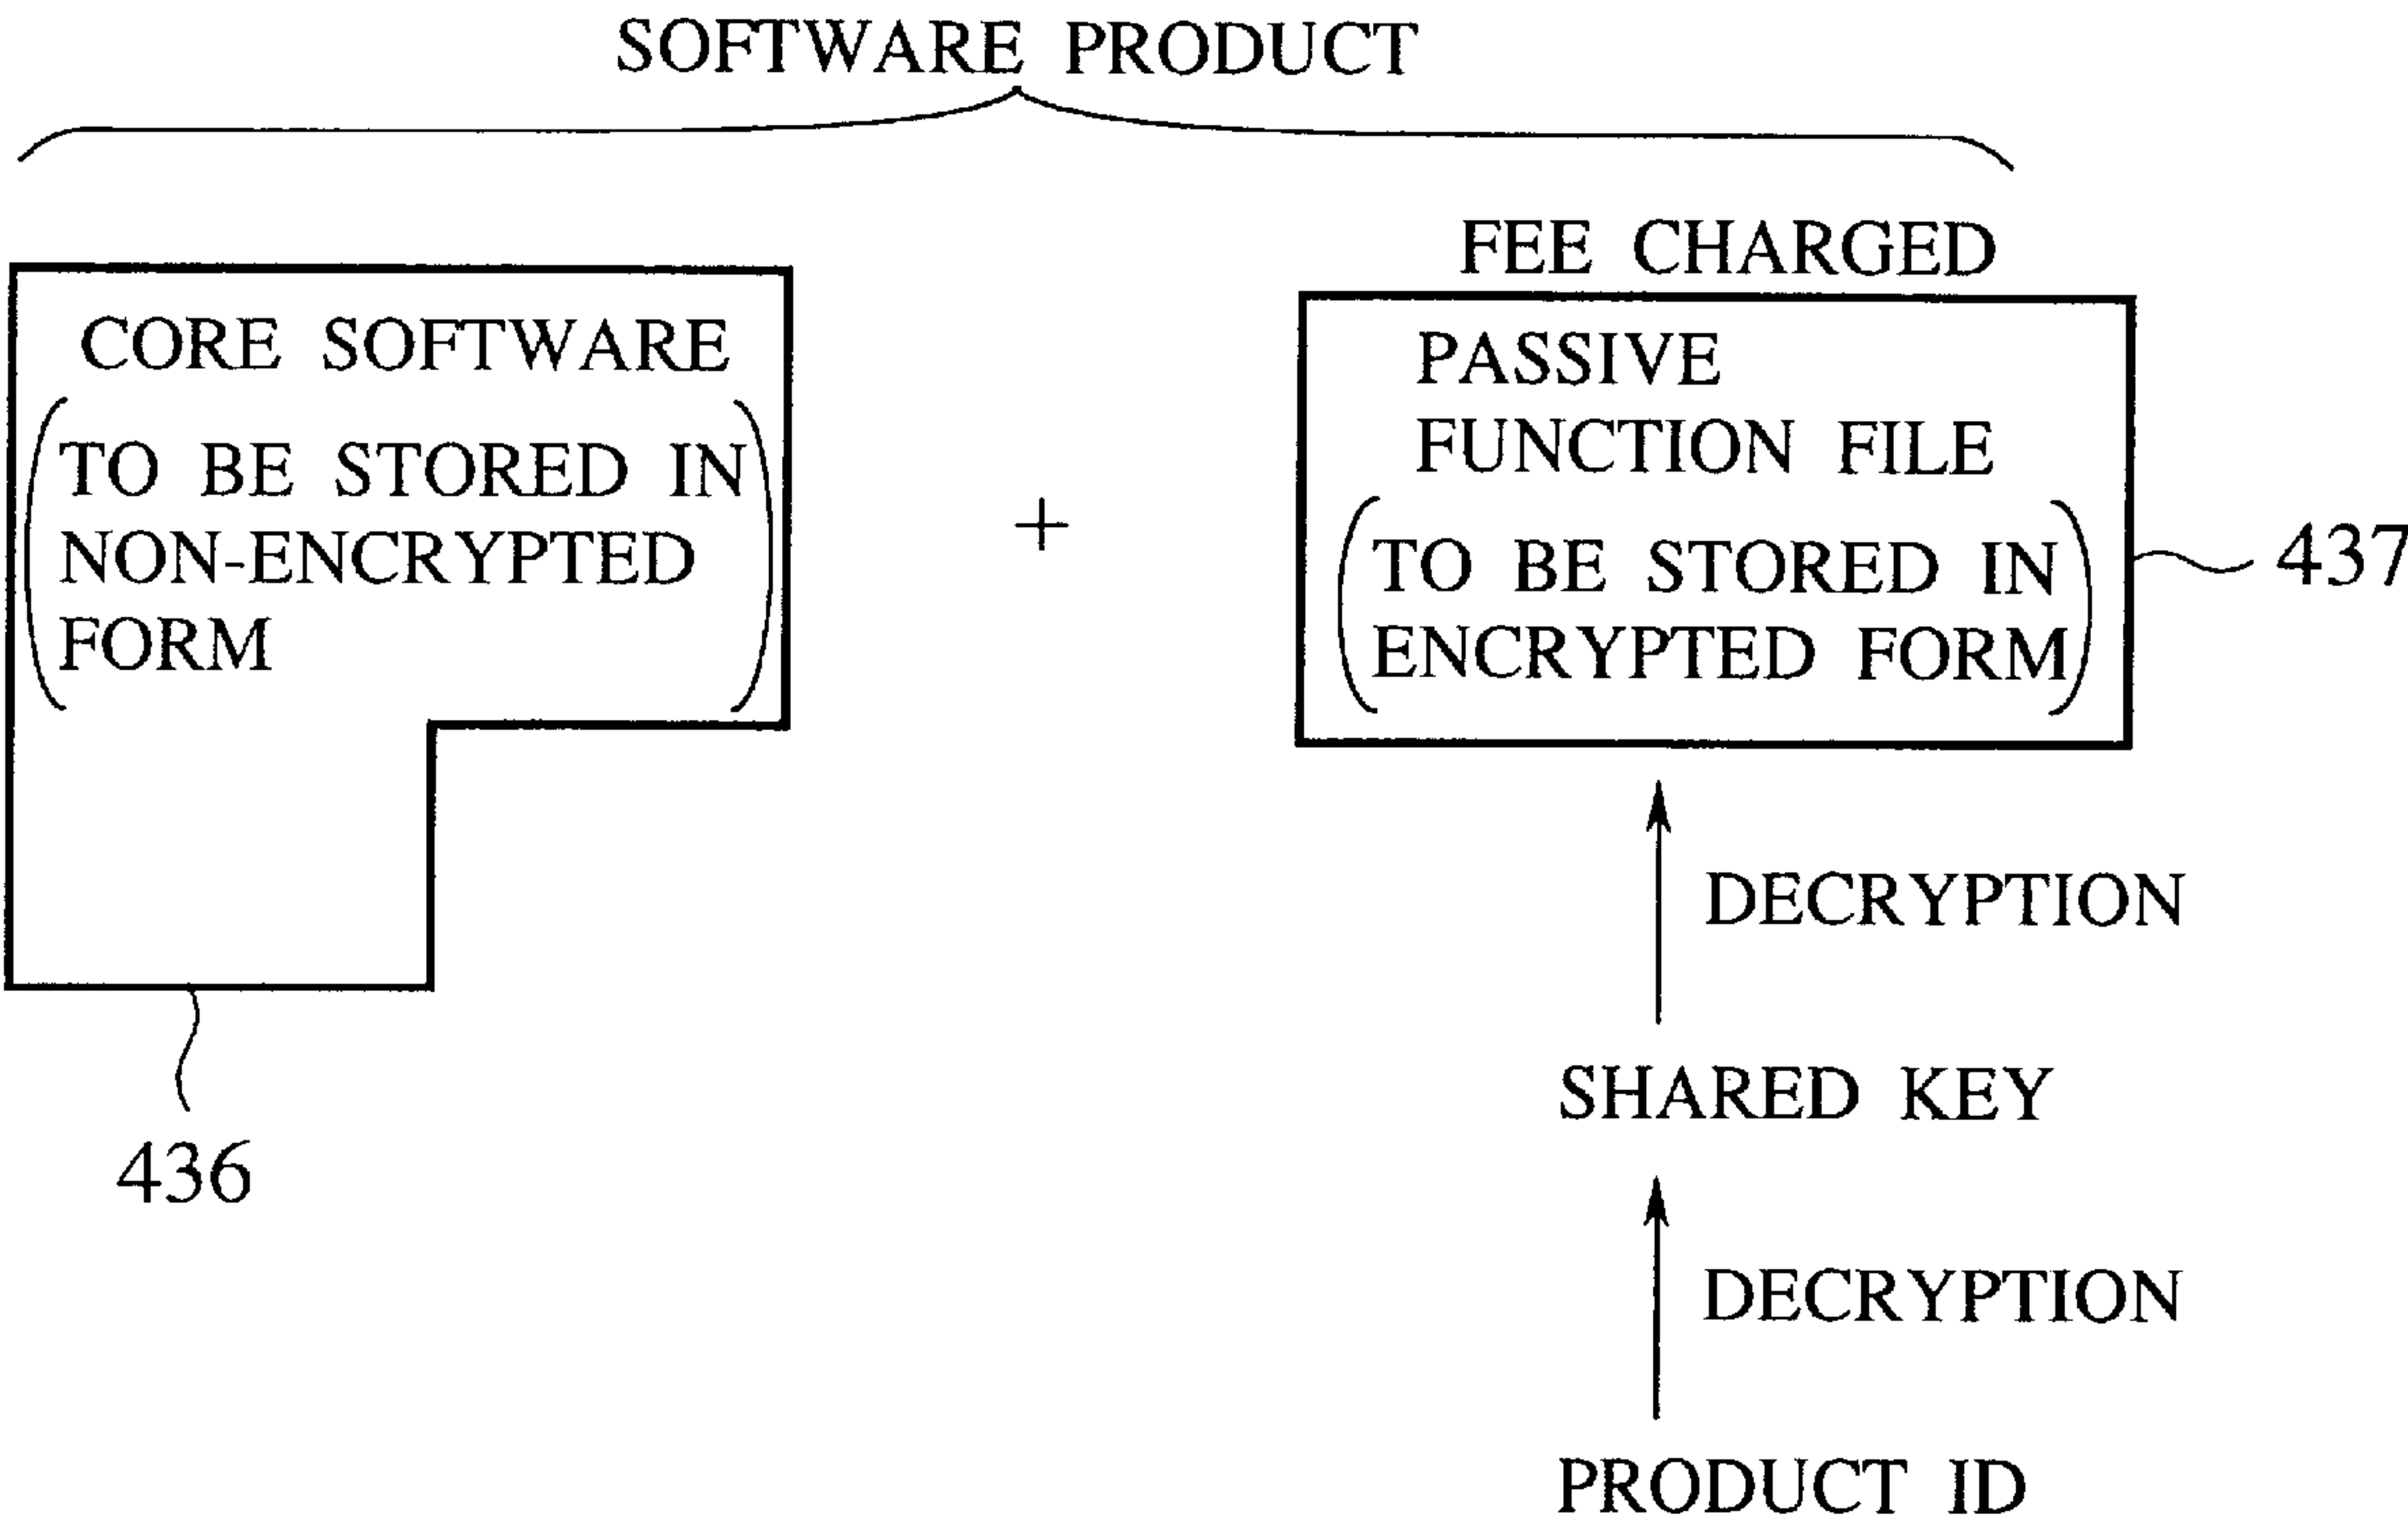 SOFTWARE PRODUCT
CORE SOFTWARE
(TO BE STORED IN
NON-ENCRYPTED
FORM)
436
+
FEE CHARGED
PASSIVE
FUNCTION FILE
(TO BE STORED IN
ENCRYPTED FORM)
437
DECRYPTION
SHARED KEY
DECRYPTION
PRODUCT ID